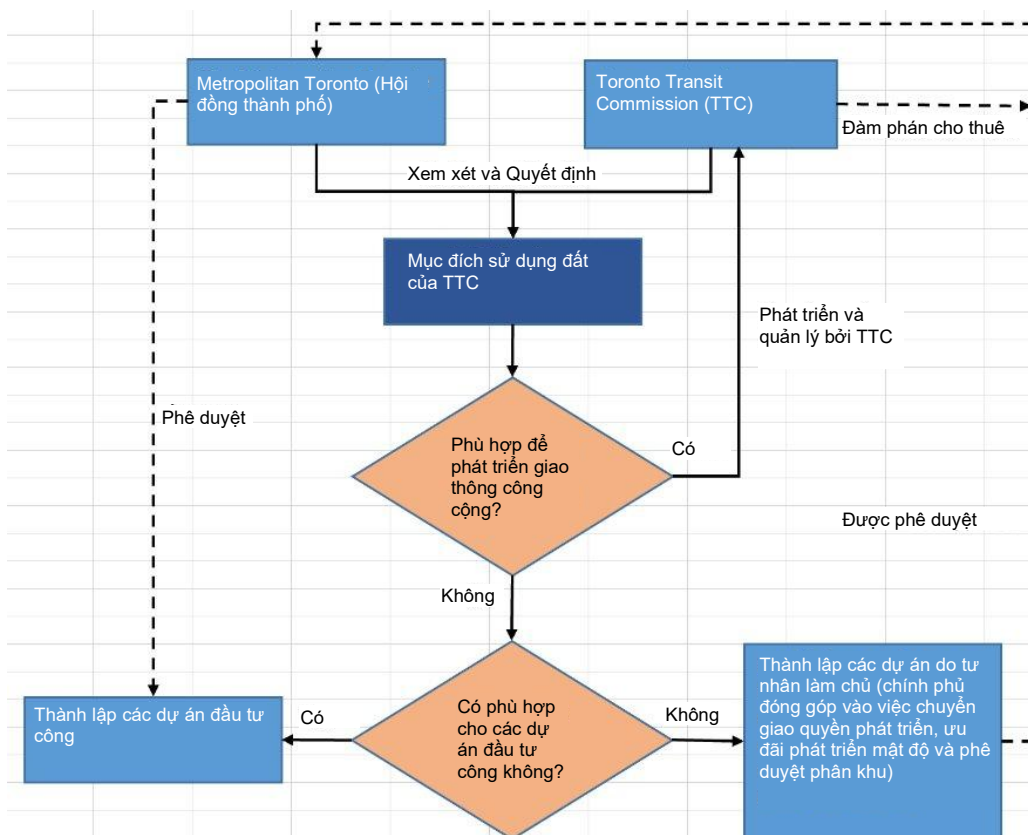 Metropolitan Toronto (Hội
đồng thành phố)
Toronto Transit
Commission (TTC)
Đàm phán cho thuê
Xem xét và Quyết định
Mục đích sử dụng đất
của TTC
Phát triển và
quản lý bởi TTC
Phê duyệt
Phù hợp để
phát triển giao
thông công
cộng?
Có
Được phê duyệt
Không
Thành lập các dự án đầu tư
công
Có
Có phù hợp
cho các dự
án đầu tư
công không?
Không
Thành lập các dự án do tư
nhân làm chủ (chính phủ
đóng góp vào việc chuyển
giao quyền phát triển, ưu
đãi phát triển mật độ và phê
duyệt phân khu)